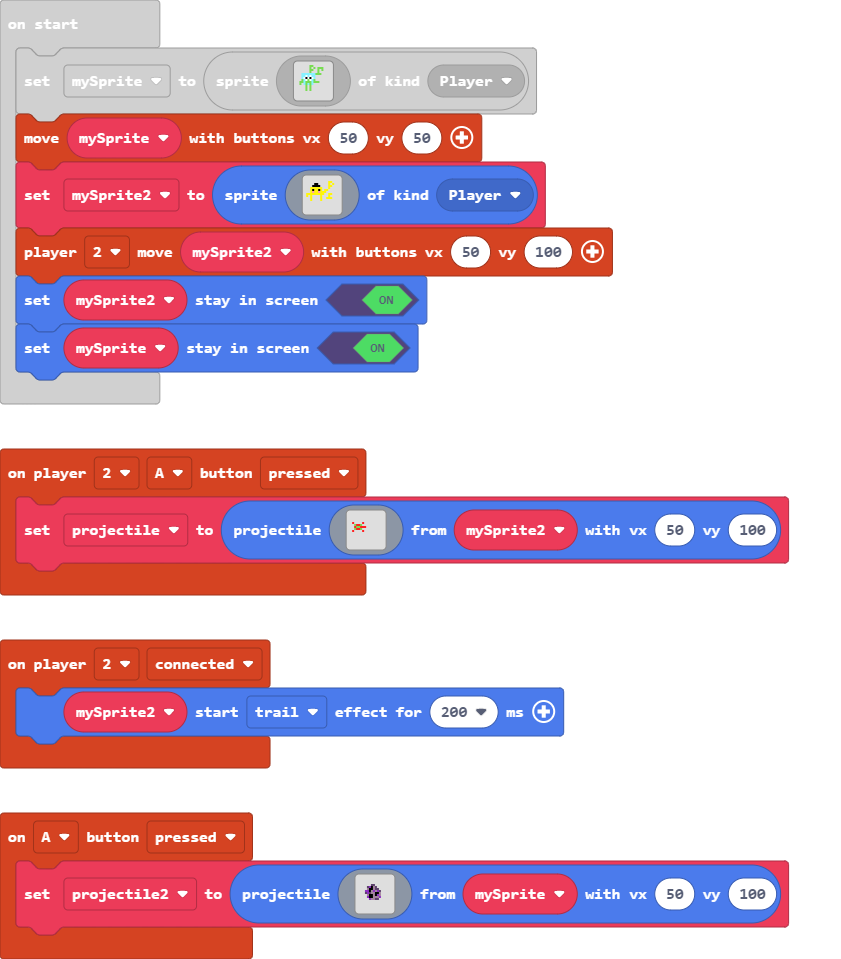 on start
set mySprite to sprite of kind Player
move mySprite with buttons vx 50 vy 50
set mySprite2 to sprite of kind Player
player 2 move mySprite2 with buttons vx 50 vy 100
set mySprite2 stay in screen ON
set mySprite stay in screen ON
on player 2 A button pressed
set projectile to projectile from mySprite2 with vx 50 vy 100
on player 2 connected
mySprite2 start trail effect for 200 ms
on A button pressed
set projectile2 to projectile from mySprite with vx 50 vy 100